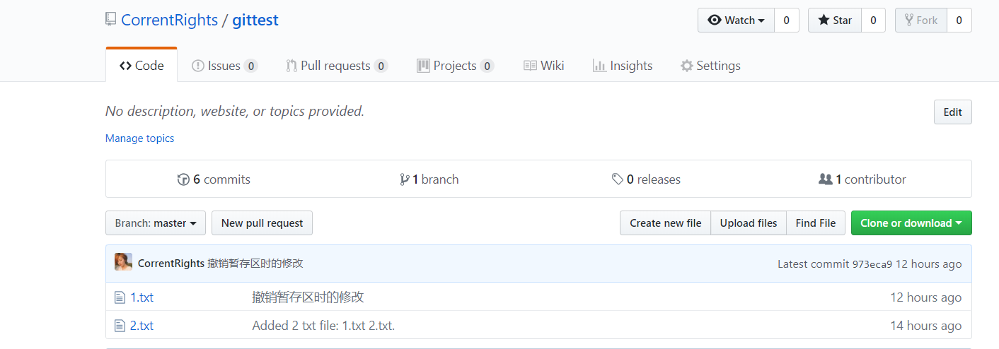 CorrentRights / gittest
Watch 0 Star 0 Fork 0
Code Issues 0 Pull requests 0 Projects 0 Wiki Insights Settings
No description, website, or topics provided.
Edit
Manage topics
6 commits 1 branch 0 releases 1 contributor
Branch: master New pull request Create new file Upload files Find File Clone or download
CorrentRights 撤销暂存区时的修改 Latest commit 973eca9 12 hours ago
1.txt 撤销暂存区时的修改 12 hours ago
2.txt Added 2 txt file: 1.txt 2.txt. 14 hours ago